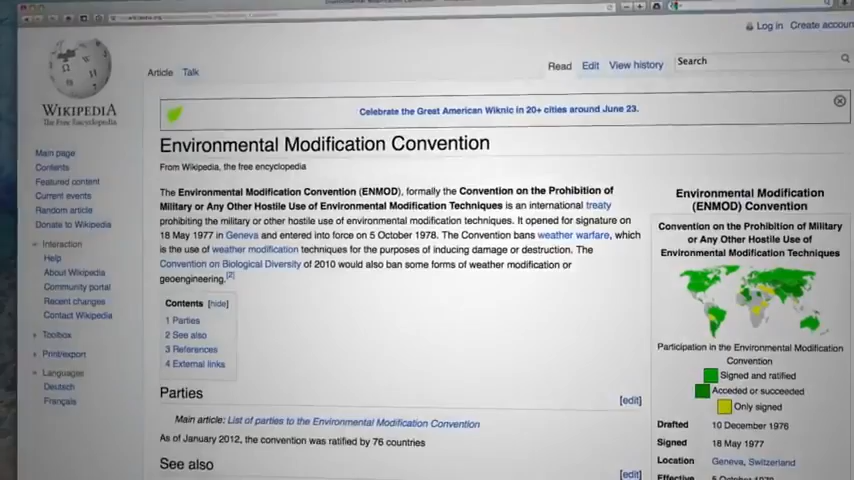 Log in Create account
WIKIPEDIA
The Free Encyclopedia
Article Talk
Read Edit View history
Search
Celebrate the Great American Wiknic in 20+ cities around June 23.
Environmental Modification Convention
From Wikipedia, the free encyclopedia
Main page
Contents
Featured content
Current events
Random article
Donate to Wikipedia
Interaction
Help
About Wikipedia
Community portal
Recent changes
Contact Wikipedia
Toolbox
Print/export
Languages
Deutsch
Français
The Environmental Modification Convention (ENMOD), formally the Convention on the Prohibition of
Military or Any Other Hostile Use of Environmental Modification Techniques is an international treaty
prohibiting the military or other hostile use of environmental modification techniques. It opened for signature on
18 May 1977 in Geneva and entered into force on 5 October 1978. The Convention bans weather warfare, which
is the use of weather modification techniques for the purposes of inducing damage or destruction. The
Convention on Biological Diversity of 2010 would also ban some forms of weather modification or
geoengineering.[2]
Contents [hide]
1 Parties
2 See also
3 References
4 External links
Parties [edit]
Main article: List of parties to the Environmental Modification Convention
As of January 2012, the convention was ratified by 76 countries
See also [edit]
Environmental Modification
(ENMOD) Convention
Convention on the Prohibition of Military
or Any Other Hostile Use of
Environmental Modification Techniques
Participation in the Environmental Modification
Convention
Signed and ratified
Acceded or succeeded
Only signed
Drafted 10 December 1976
Signed 18 May 1977
Location Geneva, Switzerland
Effective 5 October 1978